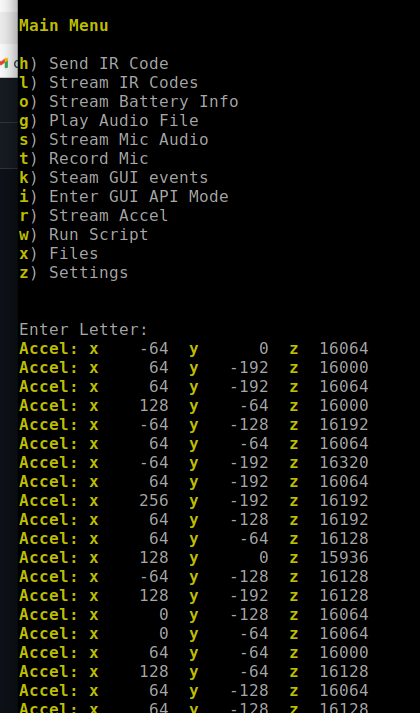 Main Menu
h) Send IR Code
l) Stream IR Codes
o) Stream Battery Info
g) Play Audio File
s) Stream Mic Audio
t) Record Mic
k) Steam GUI events
i) Enter GUI API Mode
r) Stream Accel
w) Run Script
x) Files
z) Settings
Enter Letter:
Accel: x -64 y 0 z 16064
Accel: x 64 y -192 z 16000
Accel: x 64 y -192 z 16064
Accel: x 128 y -64 z 16000
Accel: x -64 y -128 z 16192
Accel: x 64 y -64 z 16064
Accel: x -64 y -192 z 16320
Accel: x 64 y -192 z 16064
Accel: x 256 y -192 z 16192
Accel: x 64 y -128 z 16192
Accel: x 64 y -64 z 16128
Accel: x 128 y 0 z 15936
Accel: x -64 y -128 z 16128
Accel: x 128 y -192 z 16128
Accel: x 0 y -128 z 16064
Accel: x 0 y -64 z 16064
Accel: x 64 y -64 z 16000
Accel: x 128 y -64 z 16128
Accel: x 64 y -128 z 16064
Accel: x 64 y -128 z 16128